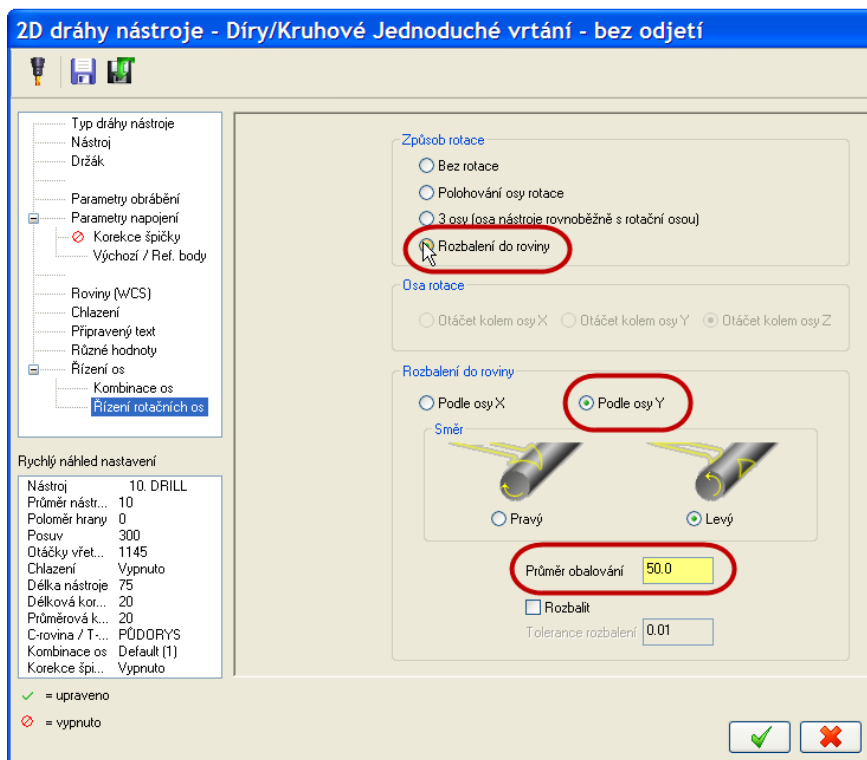 2D dráhy nástroje - Díry/Kruhové Jednoduché vrtání - bez odjetí
Typ dráhy nástroje
Nástroj
Držák
Parametry obrábění
Parametry napojení
Korekce špičky
Výchozí / Ref. body
Roviny (WCS)
Chlazení
Připravený text
Různé hodnoty
Řízení os
Kombinace os
Řízení rotačních os
Rychlý náhled nastavení
Nástroj 10. DRILL
Průměr nástr... 10
Poloměr hrany 0
Posuv 300
Otáčky vřet... 1145
Chlazení Vypnuto
Délka nástroje 75
Délková kor... 20
Průměrová k... 20
C-rovina / T-... PŮDORYS
Kombinace os Default (1)
Korekce špi... Vypnuto
= upraveno
= vypnuto
Způsob rotace
Bez rotace
Polohování osy rotace
3 osy (osa nástroje rovnoběžně s rotační osou)
Rozbalení do roviny
Osa rotace
Otáčet kolem osy X Otáčet kolem osy Y Otáčet kolem osy Z
Rozbalení do roviny
Podle osy X Podle osy Y
Směr
Pravý Levý
Průměr obalování 50.0
Rozbalit
Tolerance rozbalení 0.01